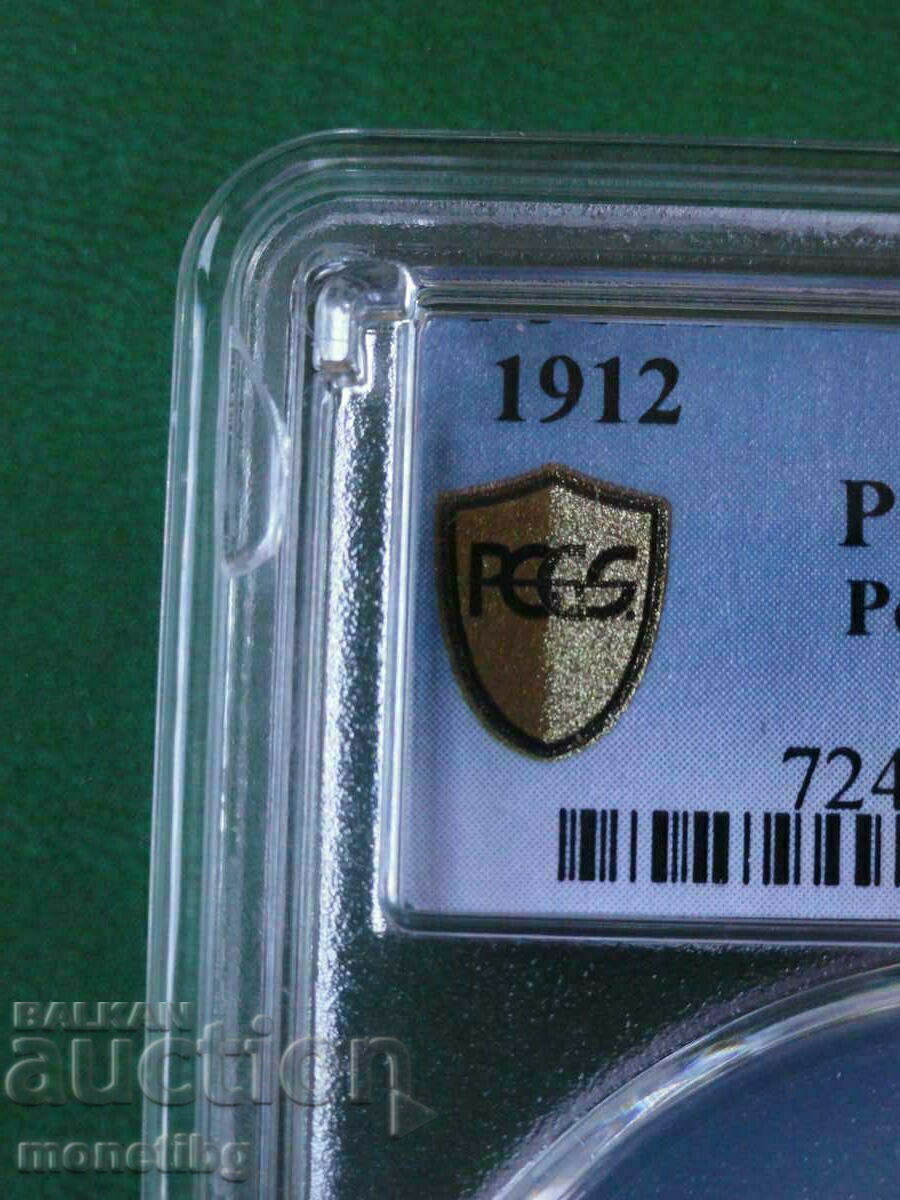 1912
P
PCGS.
P
724
BALKAN
auction
monetibg